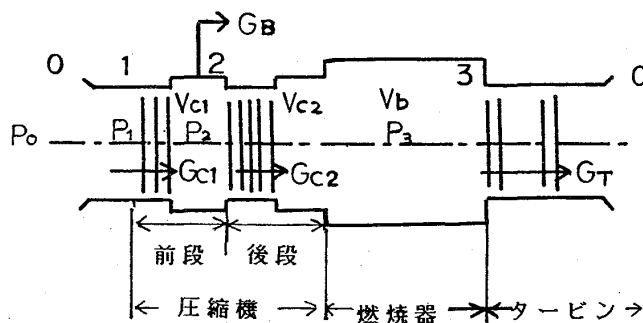 GB
0 1 2 3 0
VC1 VC2 Vb
P0 P1 P2 P3
GC1 GC2 GT
前段 後段
圧縮機 燃焼器 タービン